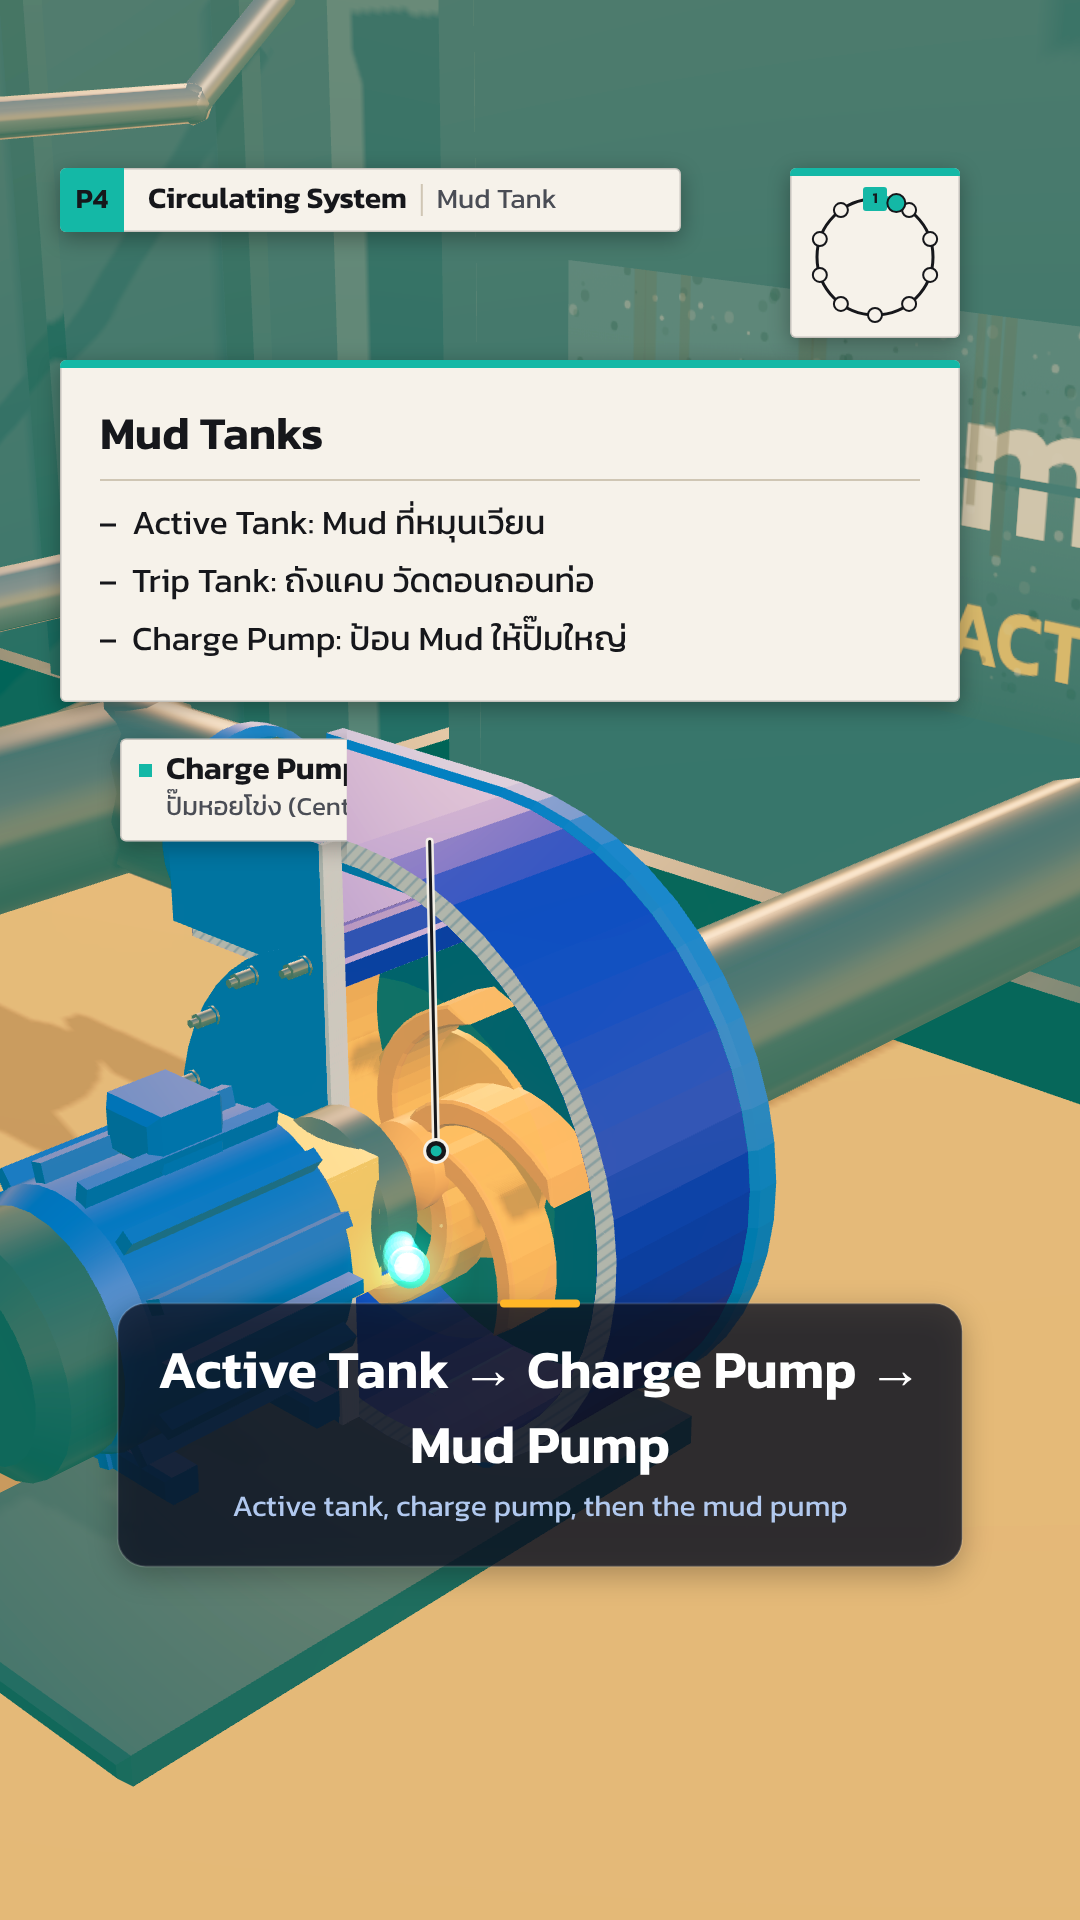 P4 Circulating System | Mud Tank
1
Mud Tanks
– Active Tank: Mud ที่หมุนเวียน
– Trip Tank: ถังแคบ วัดตอนถอนท่อ
– Charge Pump: ป้อน Mud ให้ปั๊มใหญ่
ACT
Charge Pump
ปั๊มหอยโข่ง (Cent
Active Tank → Charge Pump →
Mud Pump
Active tank, charge pump, then the mud pump